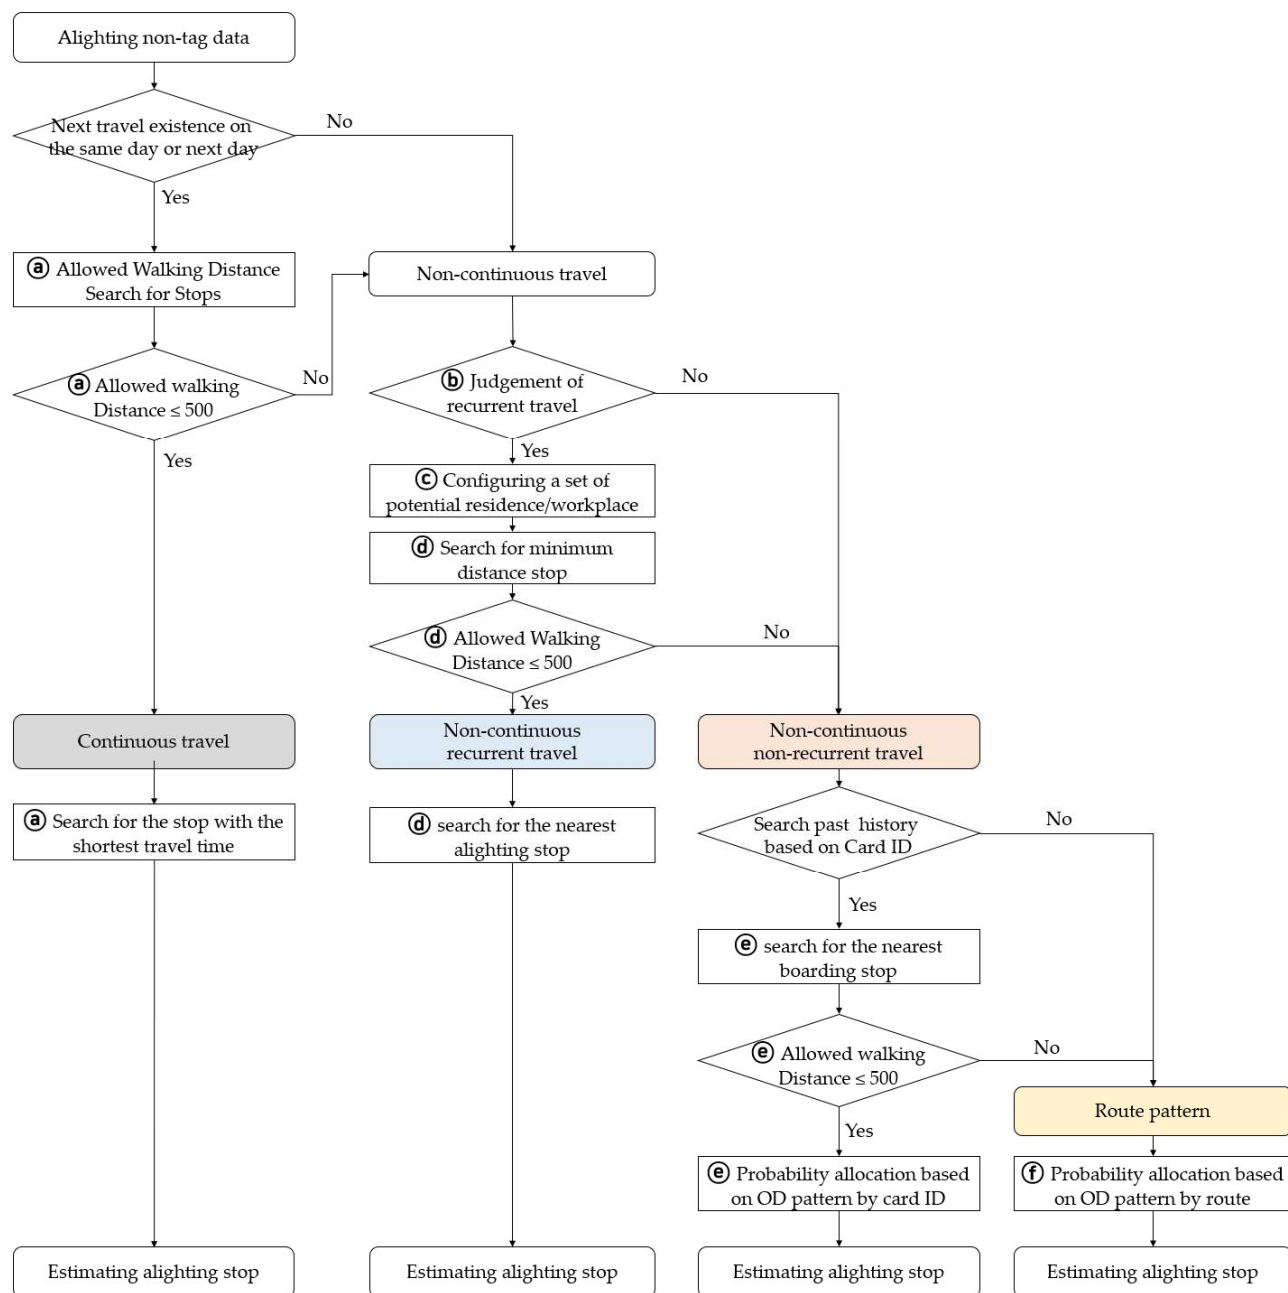 Alighting non-tag data
Next travel existence on
the same day or next day
No
Yes
ⓐ Allowed Walking Distance
Search for Stops
Non-continuous travel
ⓐ Allowed walking
Distance ≤ 500
No
Yes
ⓑ Judgement of
recurrent travel
No
Yes
ⓒ Configuring a set of
potential residence/workplace
ⓓ Search for minimum
distance stop
ⓓ Allowed Walking
Distance ≤ 500
No
Yes
Continuous travel
Non-continuous
recurrent travel
Non-continuous
non-recurrent travel
ⓐ Search for the stop with the
shortest travel time
ⓓ search for the nearest
alighting stop
Search past history
based on Card ID
No
Yes
ⓔ search for the nearest
boarding stop
ⓔ Allowed walking
Distance ≤ 500
No
Yes
Route pattern
ⓔ Probability allocation based
on OD pattern by card ID
ⓕ Probability allocation based
on OD pattern by route
Estimating alighting stop
Estimating alighting stop
Estimating alighting stop
Estimating alighting stop